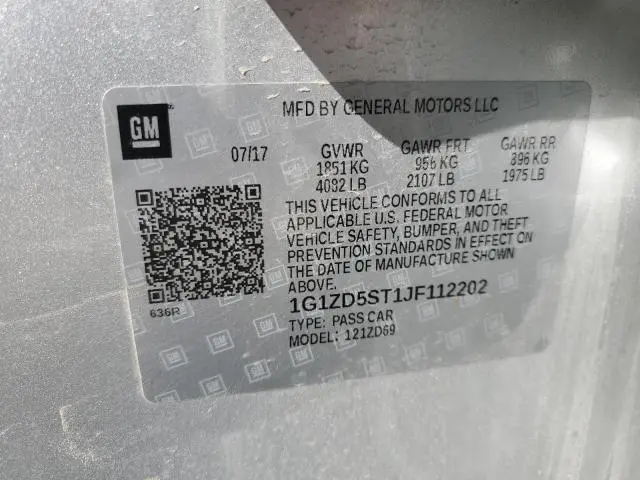 GM
MFD BY GENERAL MOTORS LLC
07/17 GVWR GAWR FRT GAWR RR
1851 KG 956 KG 896 KG
4082 LB 2107 LB 1975 LB
THIS VEHICLE CONFORMS TO ALL
APPLICABLE U.S. FEDERAL MOTOR
VEHICLE SAFETY, BUMPER, AND THEFT
PREVENTION STANDARDS IN EFFECT ON
THE DATE OF MANUFACTURE SHOWN
ABOVE.
1G1ZD5ST1JF112202
TYPE: PASS CAR
MODEL: 121ZD69
636R